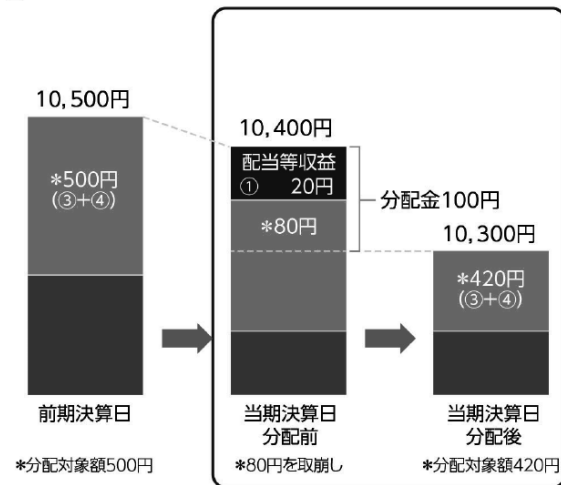 10,500円
*500円
(③+④)
前期決算日
*分配対象額500円
10,400円
配当等収益
① 20円
*80円
分配金100円
当期決算日
分配前
*80円を取崩し
10,300円
*420円
(③+④)
当期決算日
分配後
*分配対象額420円